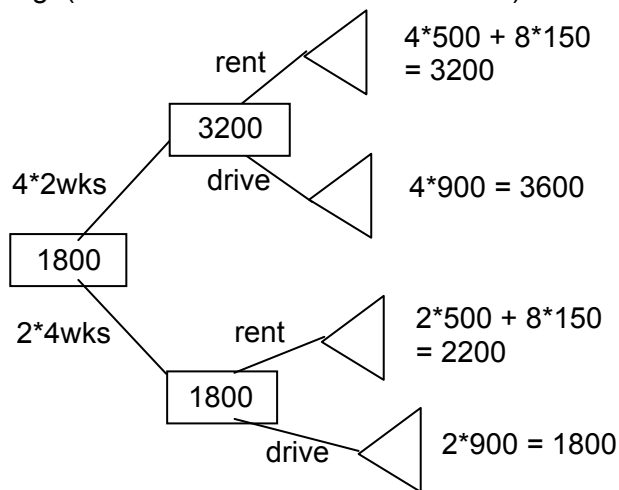 rent
4*500 + 8*150
= 3200
3200
4*2wks
drive
4*900 = 3600
1800
2*4wks
rent
2*500 + 8*150
= 2200
1800
drive
2*900 = 1800